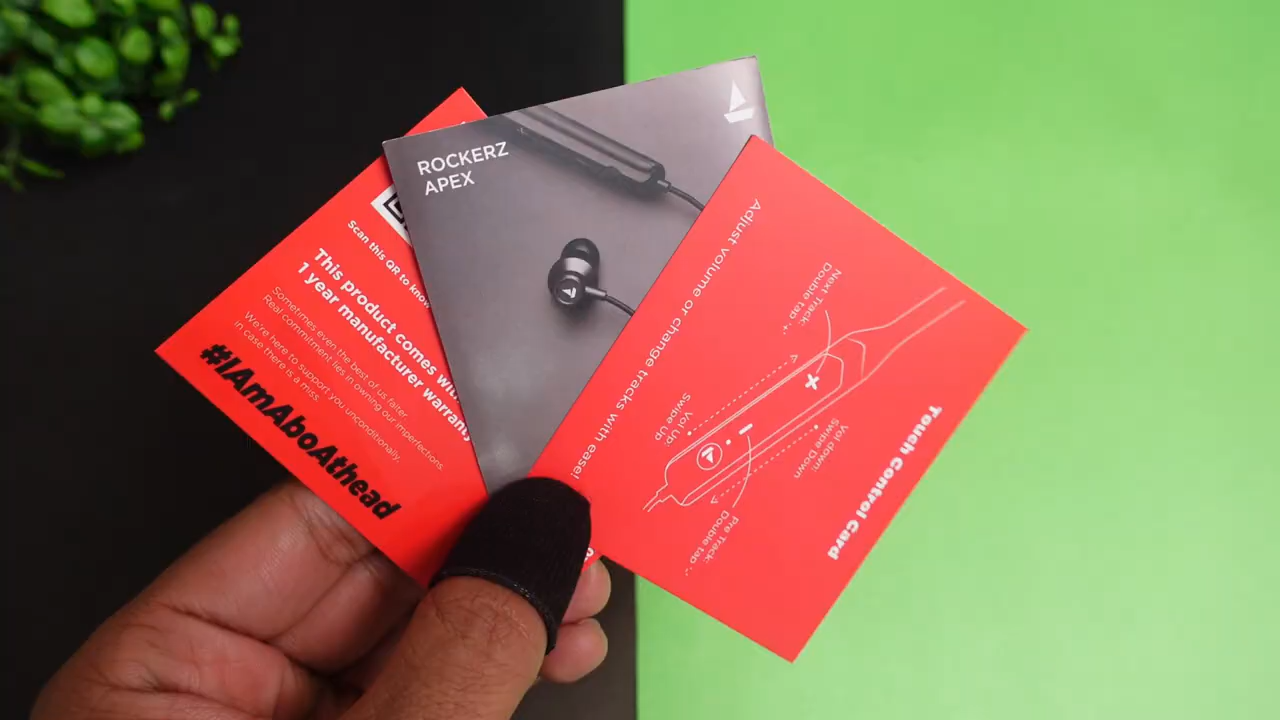 Scan this QR to know
This product comes with
1 year manufacturer warranty
Sometimes even the best of us falter.
Real commitment lies in owning our imperfections.
We're here to support you unconditionally,
in case there is a miss.
#IAmAboAthead
ROCKERZ
APEX
Touch Control Card
Next Track:
Double tap '+'
Vol Up:
Swipe Up
Vol down:
Swipe Down
Pre Track:
Double tap '-'
Adjust volume or change tracks with ease!